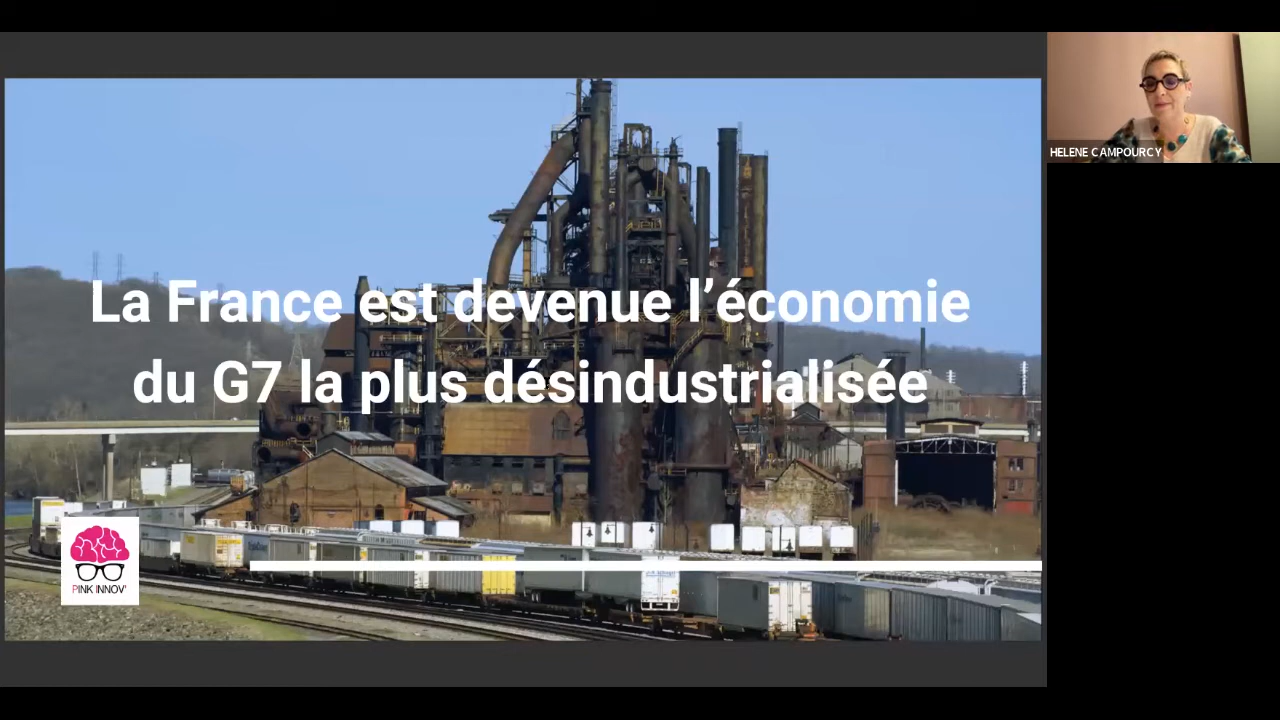 La France est devenue l’économie
du G7 la plus désindustrialisée
PINK INNOV'
HELENE CAMPOURCY